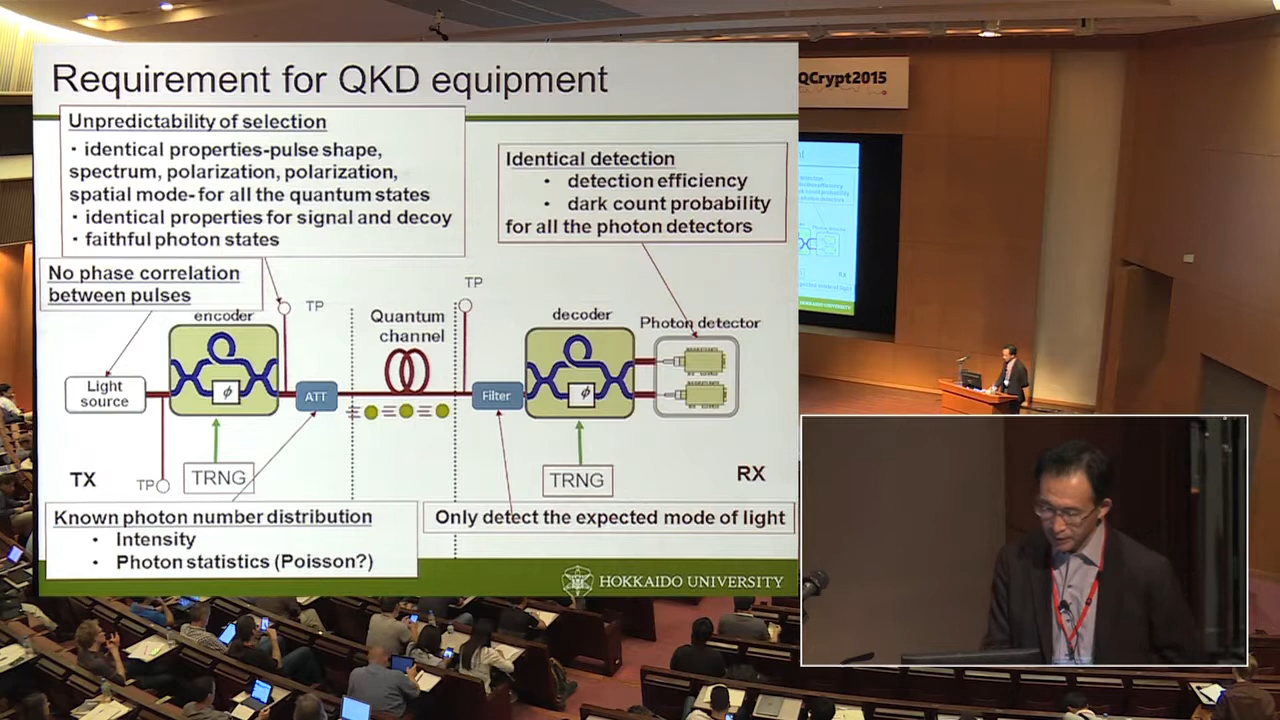 Requirement for QKD equipment
QCrypt2015
Unpredictability of selection
・identical properties-pulse shape,
spectrum, polarization, polarization,
spatial mode-for all the quantum states
・identical properties for signal and decoy
・faithful photon states
Identical detection
• detection efficiency
• dark count probability
for all the photon detectors
No phase correlation
between pulses
TP
TP
encoder
Quantum
channel
decoder
Photon detector
Light
source
ϕ
ATT
Filter
ϕ
TX
TP
TRNG
TRNG
RX
Known photon number distribution
• Intensity
• Photon statistics (Poisson?)
Only detect the expected mode of light
HOKKAIDO UNIVERSITY
RX
HOKKAIDO UNIVERSITY